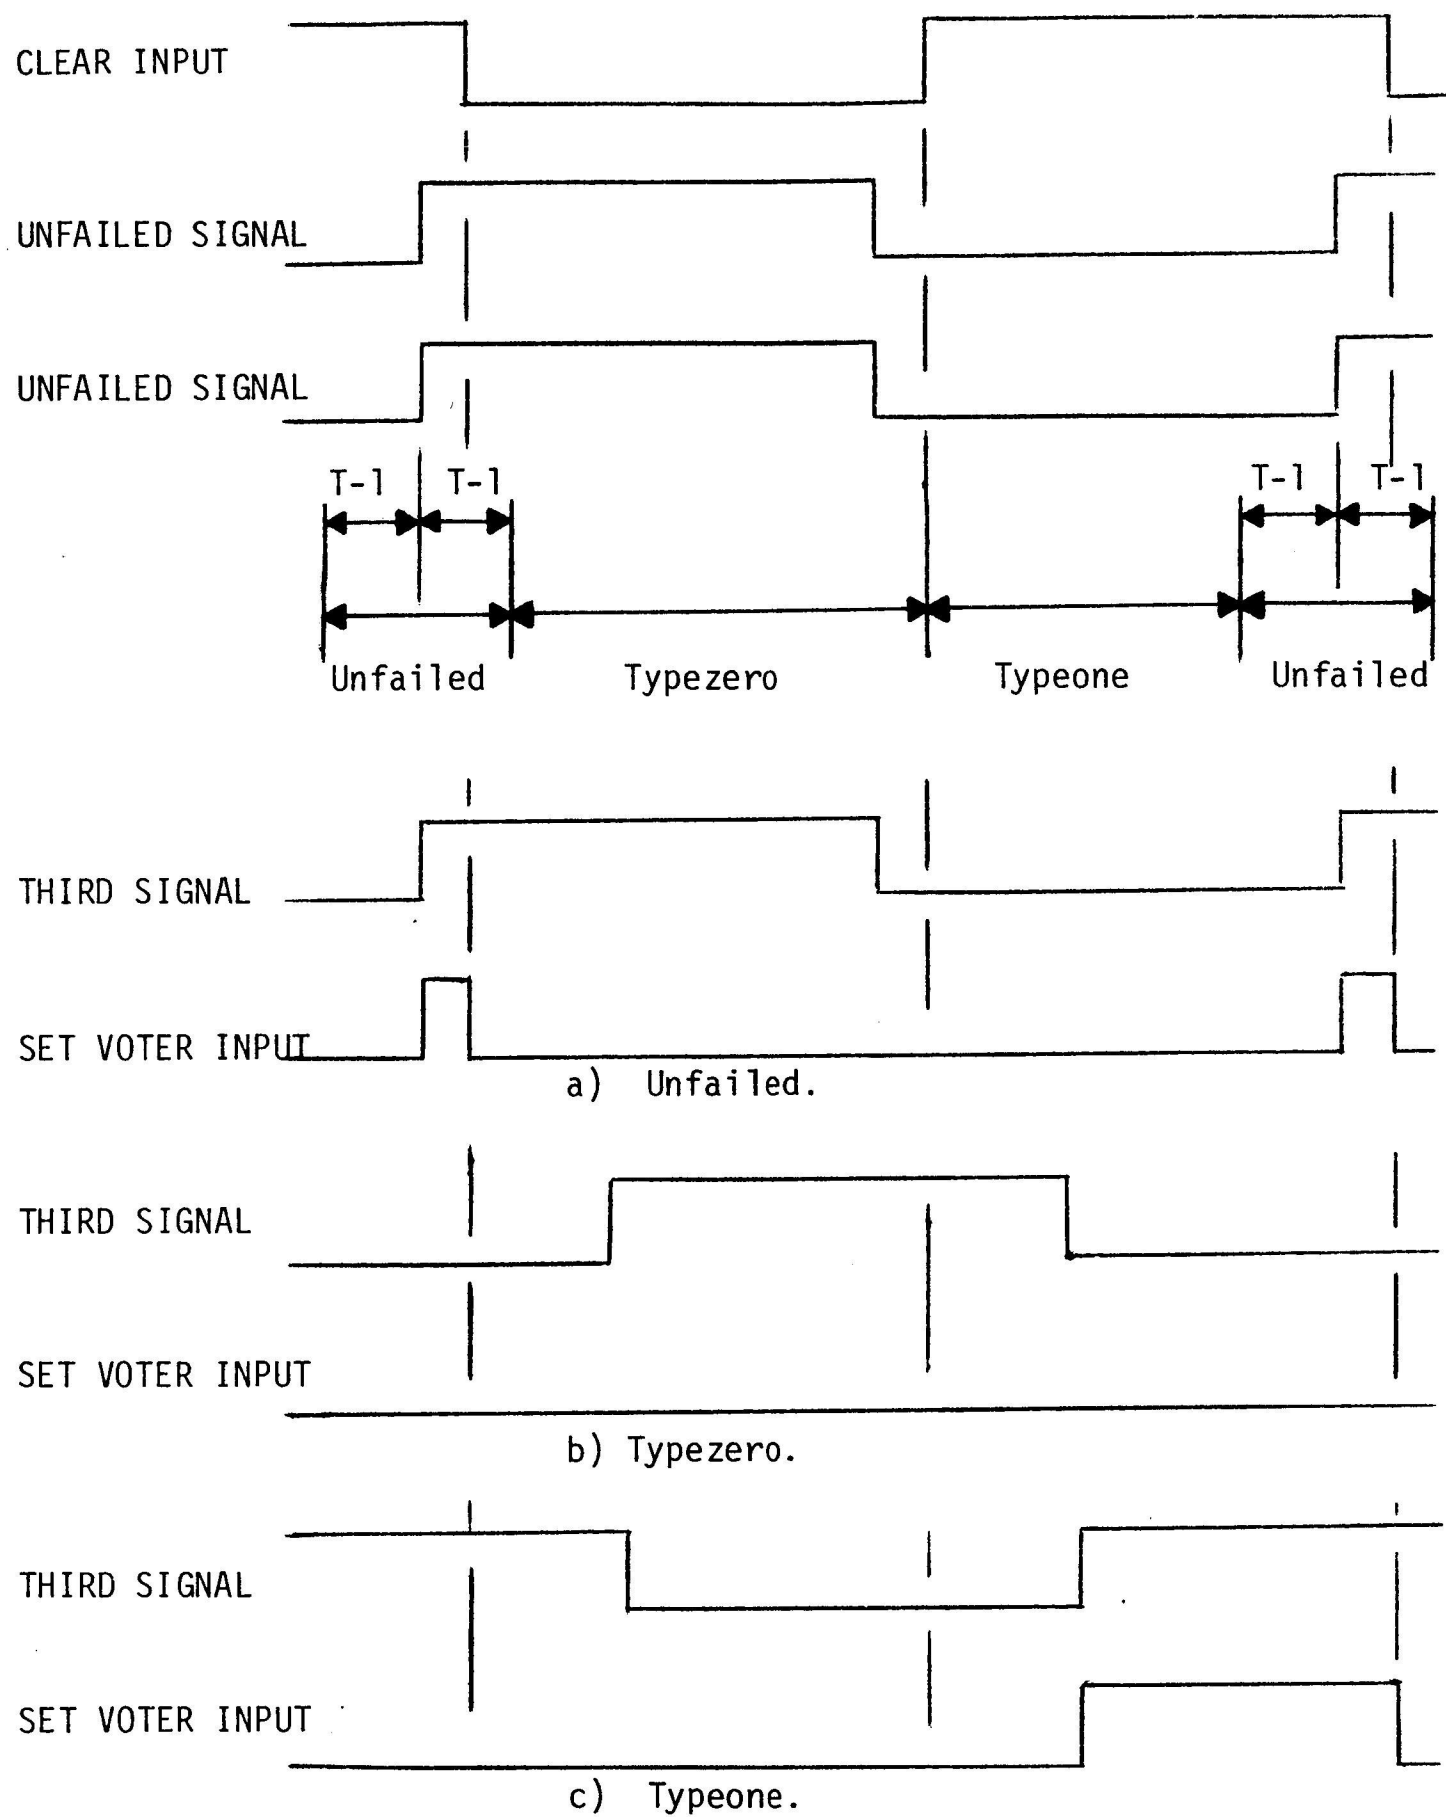 CLEAR INPUT
UNFAILED SIGNAL
UNFAILED SIGNAL
T-1 T-1 T-1 T-1
Unfailed Typezero Typeone Unfailed
THIRD SIGNAL
SET VOTER INPUT
a) Unfailed.
THIRD SIGNAL
SET VOTER INPUT
b) Typezero.
THIRD SIGNAL
SET VOTER INPUT
c) Typeone.